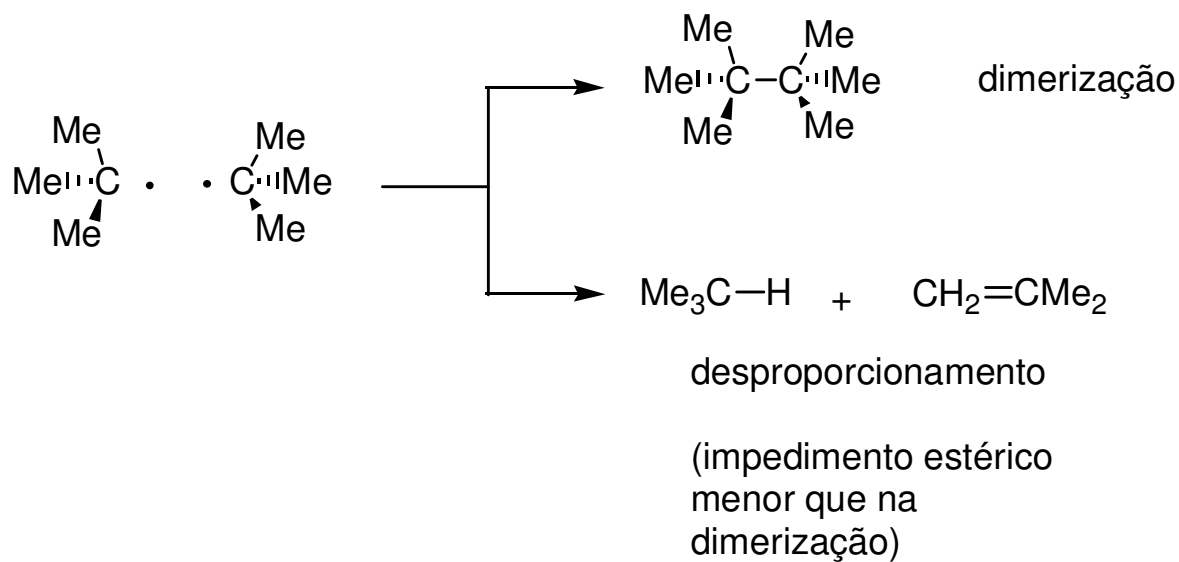 Me Me
Me C—C Me dimerização
Me Me
Me Me
Me C · · C Me
Me Me
Me₃C—H + CH₂=CMe₂
desproporcionamento
(impedimento estérico
menor que na
dimerização)